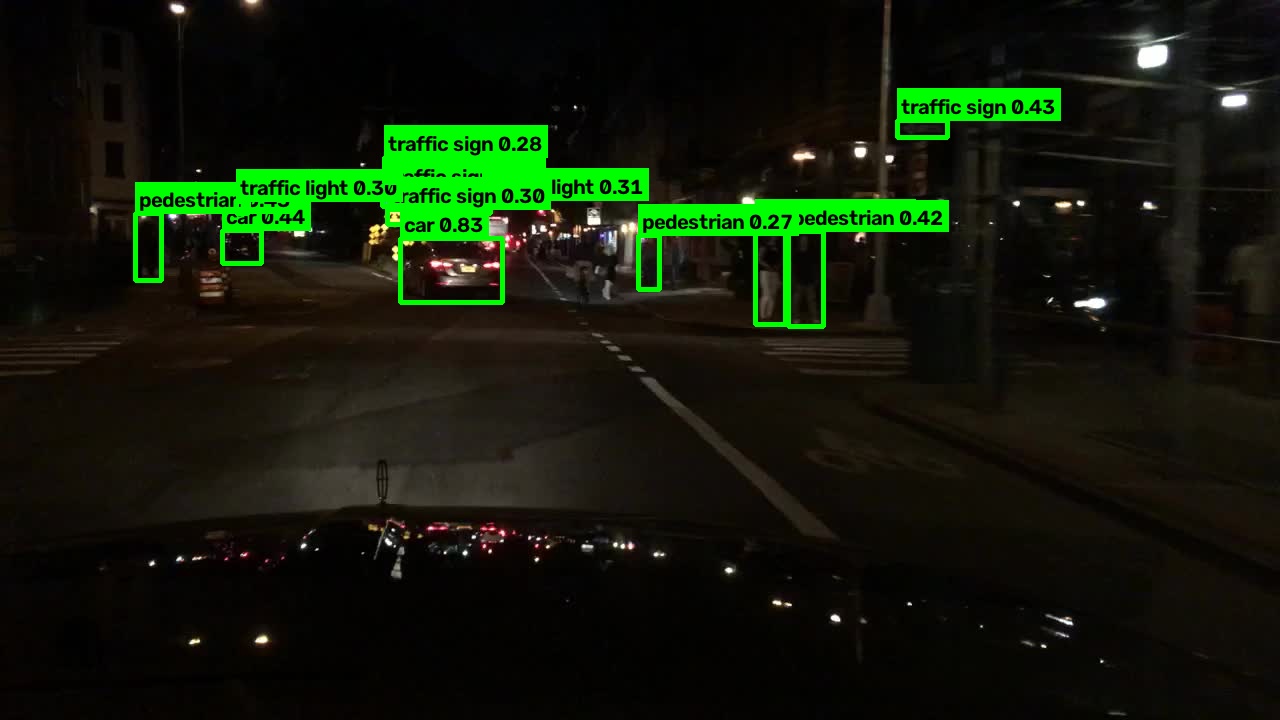 traffic sign 0.43
traffic sign 0.28
traffic light 0.30
light 0.31
traffic sign 0.30
pedestrian
car 0.44
car 0.83
pedestrian 0.27
pedestrian 0.42